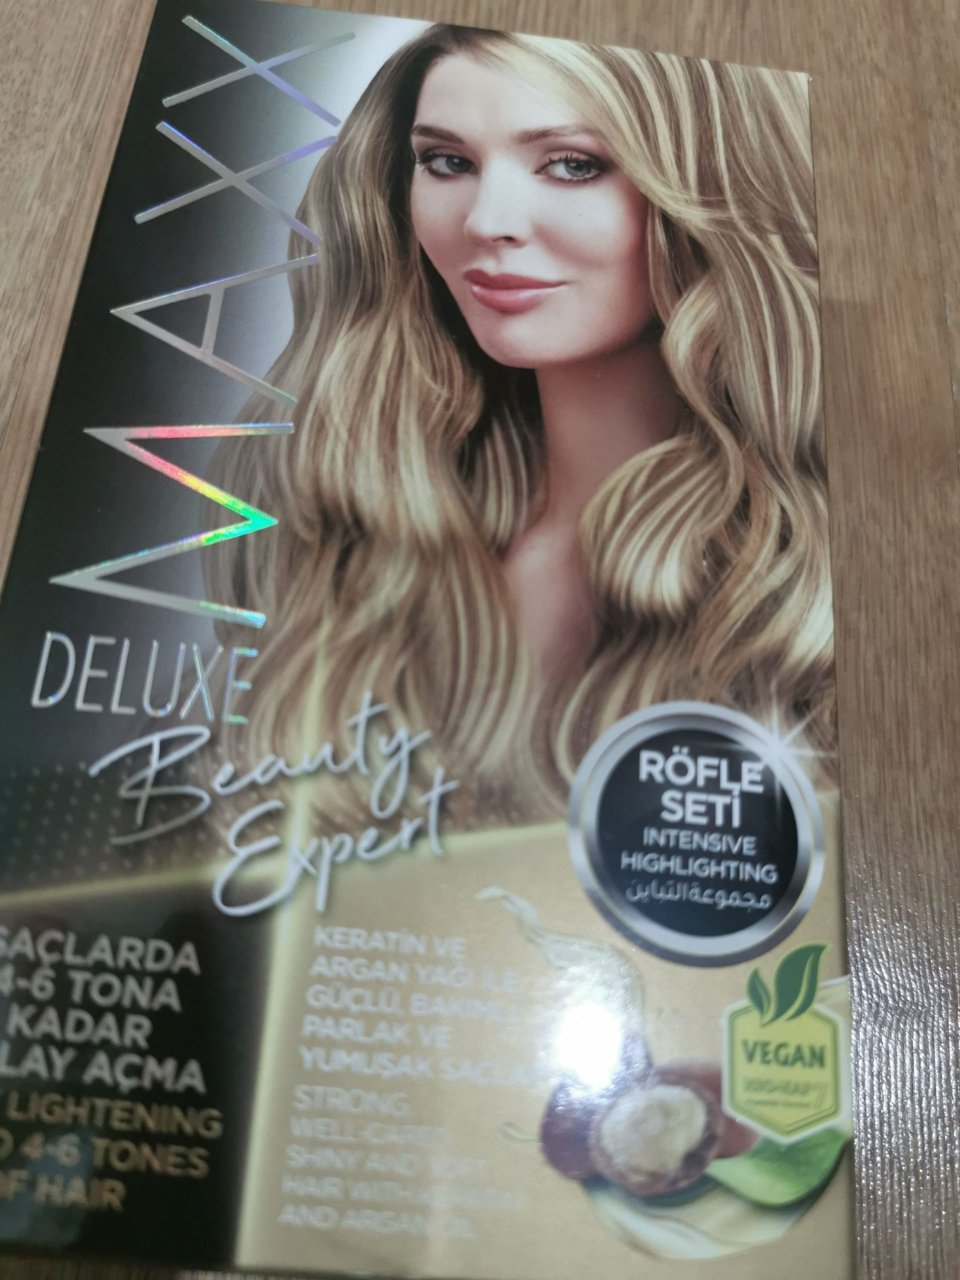 MAXX
DELUXE
Beauty
Expert
RÖFLE
SETİ
INTENSIVE
HIGHLIGHTING
مجموعة التباين
SAÇLARDA
4-6 TONA
KADAR
LAY AÇMA
LIGHTENING
4-6 TONES
HAIR
KERATİN VE
ARGAN YAĞI İLE
GÜÇLÜ, BAKIMLI
PARLAK VE
YUMUŞAK SAÇLAR
STRONG,
WELL-CARED
SHINY AND SOFT
HAIR WITH KERATIN
AND ARGAN OIL
VEGAN